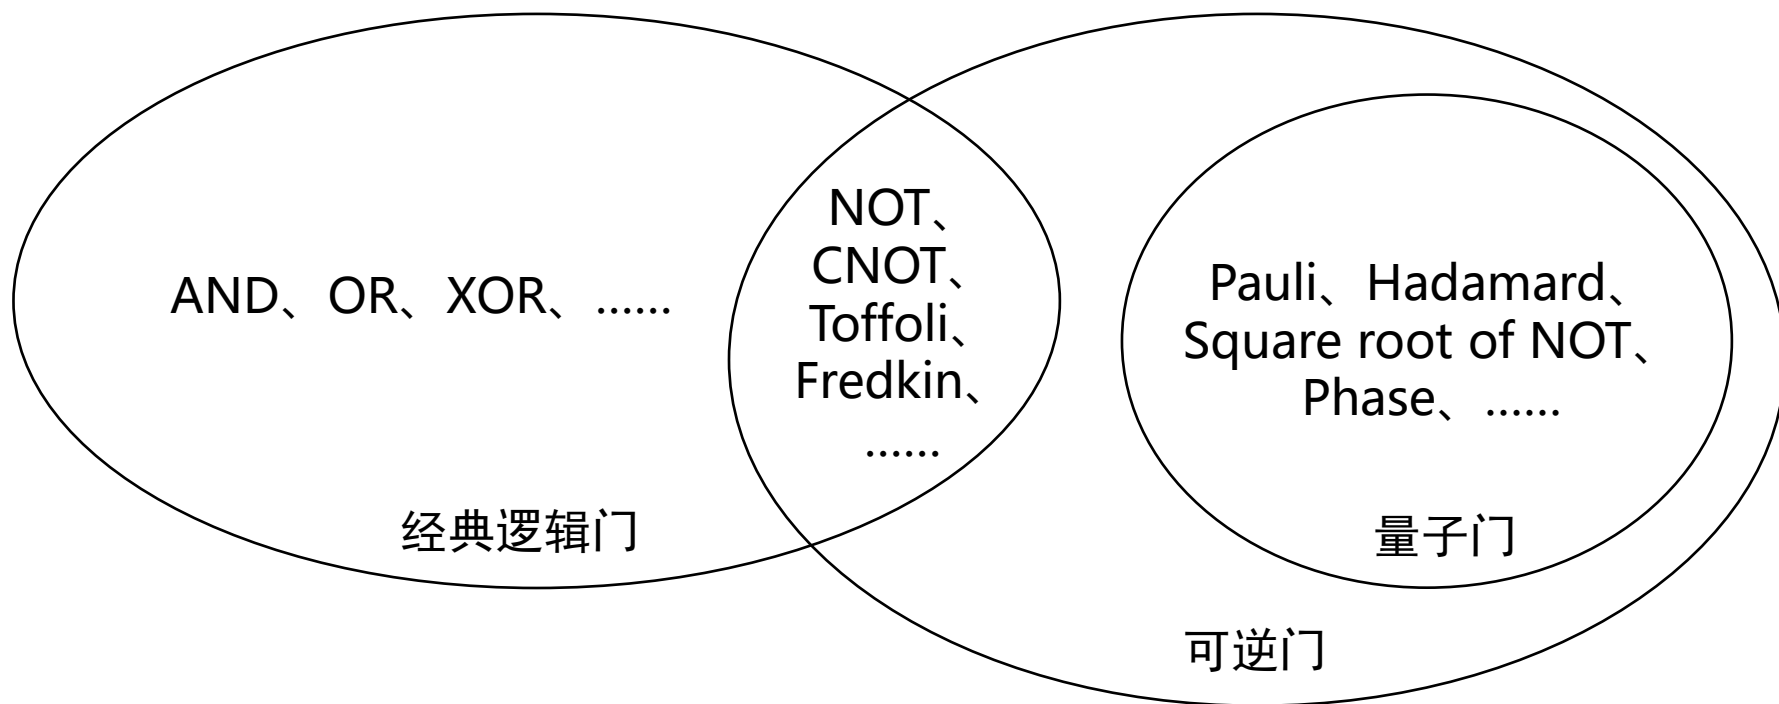 AND、OR、XOR、……
NOT、
CNOT、
Toffoli、
Fredkin、
……
Pauli、Hadamard、
Square root of NOT、
Phase、……
经典逻辑门
量子门
可逆门